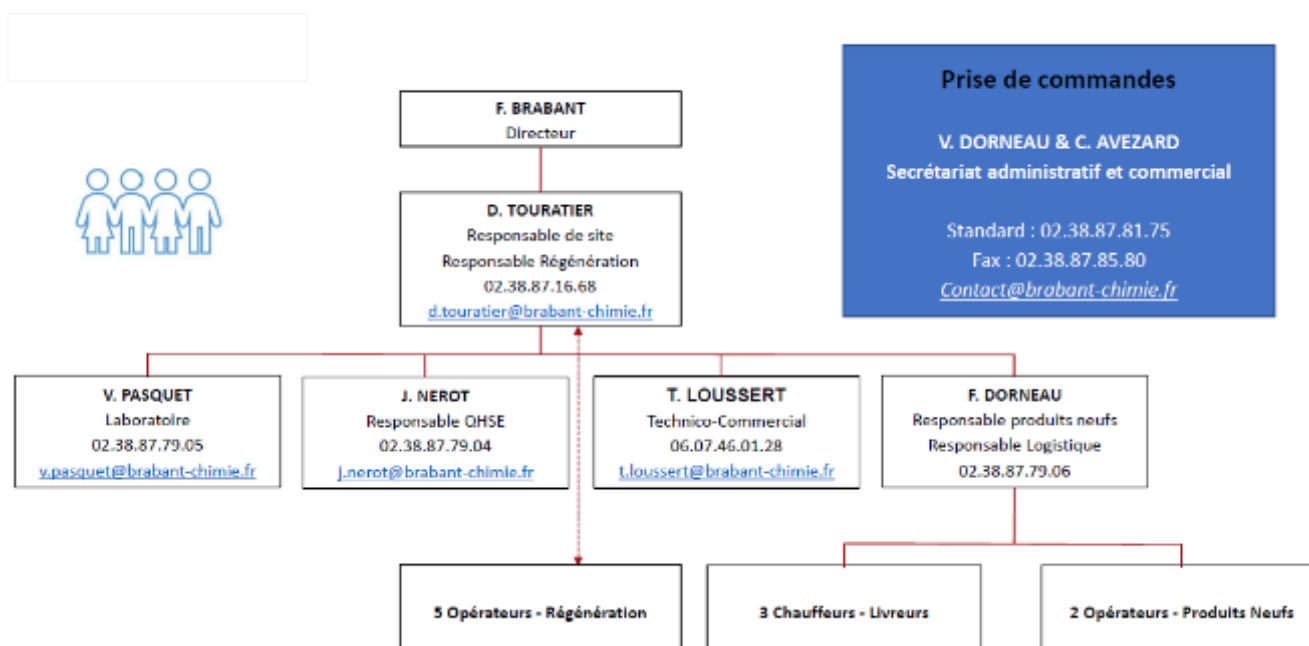 Prise de commandes
V. DORNEAU & C. AVEZARD
Secrétariat administratif et commercial
Standard : 02.38.87.81.75
Fax : 02.38.87.85.80
Contact@brabant-chimie.fr
F. BRABANT
Directeur
D. TOURATIER
Responsable de site
Responsable Régénération
02.38.87.16.68
d.touratier@brabant-chimie.fr
V. PASQUET
Laboratoire
02.38.87.79.05
v.pasquet@brabant-chimie.fr
J. NEROT
Responsable QHSE
02.38.87.79.04
j.nerot@brabant-chimie.fr
T. LOUSSERT
Technico-Commercial
06.07.46.01.28
t.loussert@brabant-chimie.fr
F. DORNEAU
Responsable produits neufs
Responsable Logistique
02.38.87.79.06
5 Opérateurs - Régénération
3 Chauffeurs - Livreurs
2 Opérateurs - Produits Neufs